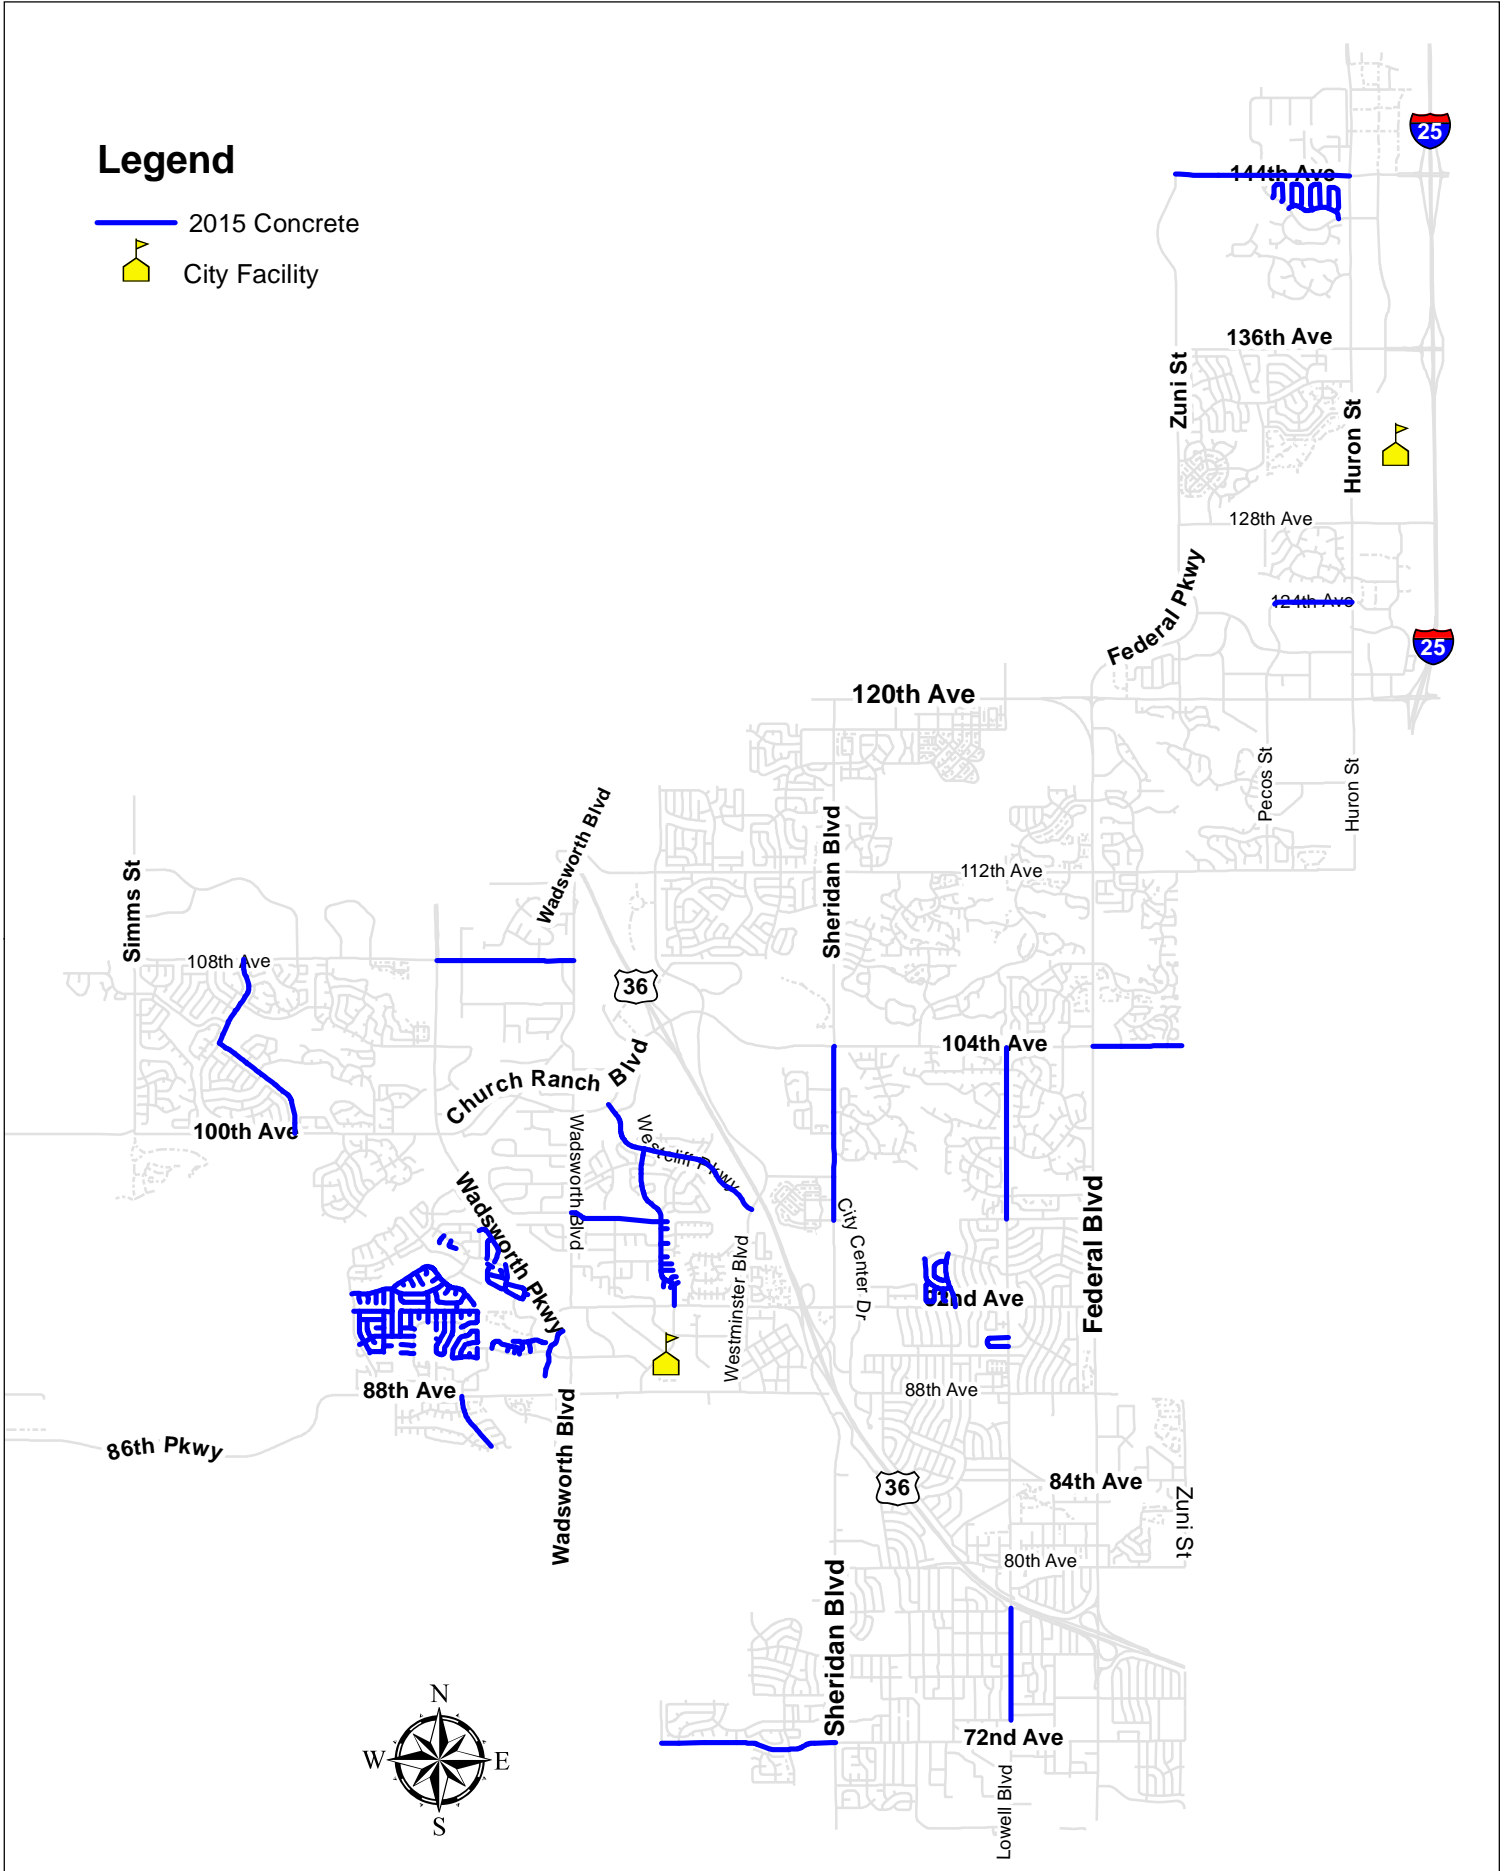 Legend
2015 Concrete
City Facility
25
144th Ave
136th Ave
Zuni St
Huron St
128th Ave
Federal Pkwy
124th Ave
25
120th Ave
Pecos St
Huron St
Wadsworth Blvd
Sheridan Blvd
Simms St
112th Ave
108th Ave
36
104th Ave
Church Ranch Blvd
100th Ave
Wadsworth Blvd
Westcliff Pkwy
Wadsworth Pkwy
City Center Dr
Federal Blvd
Westminster Blvd
92nd Ave
88th Ave
88th Ave
86th Pkwy
Wadsworth Blvd
84th Ave
36
Zuni St
80th Ave
Sheridan Blvd
72nd Ave
Lowell Blvd
N
W
E
S